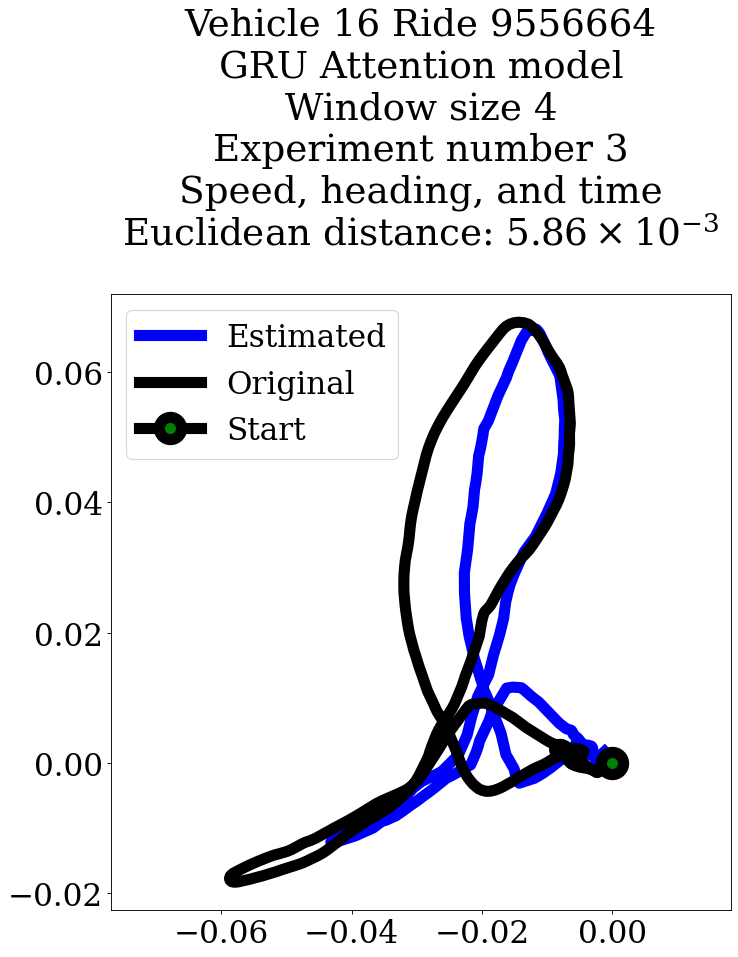 Vehicle 16 Ride 9556664
GRU Attention model
Window size 4
Experiment number 3
Speed, heading, and time
Euclidean distance: 5.86 × 10⁻³
Estimated
Original
Start
0.06
0.04
0.02
0.00
−0.02
−0.06 −0.04 −0.02 0.00